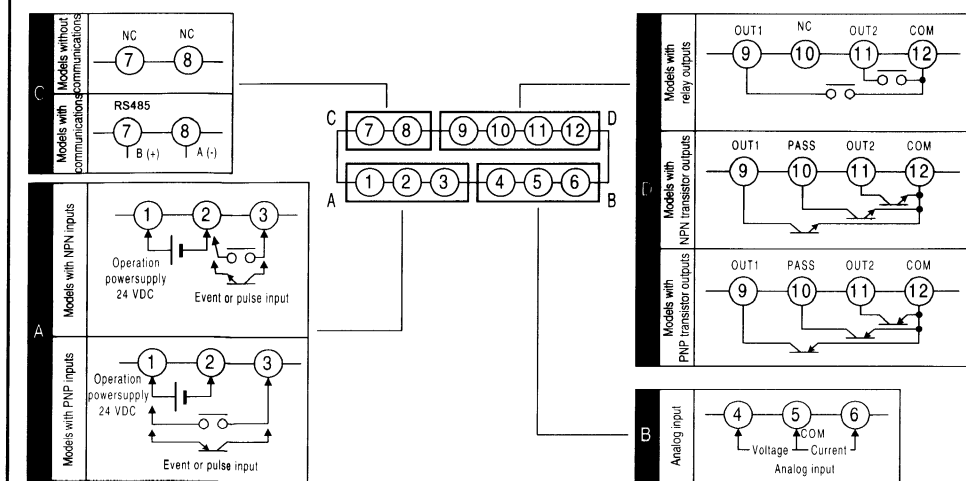 C
Models without communications
NC NC
7 8
Models with communications
RS485
7 8
B (+) A (-)
A
Models with NPN inputs
1 2 3
Operation
powersupply
24 VDC
Event or pulse input
Models with PNP inputs
1 2 3
Operation
powersupply
24 VDC
Event or pulse input
C 7 8 9 10 11 12 D
A 1 2 3 4 5 6 B
D
Models with
relay outputs
OUT1 NC OUT2 COM
9 10 11 12
Models with
NPN transistor outputs
OUT1 PASS OUT2 COM
9 10 11 12
Models with
PNP transistor outputs
OUT1 PASS OUT2 COM
9 10 11 12
B
Analog input
4 5 6
COM
Voltage Current
Analog input